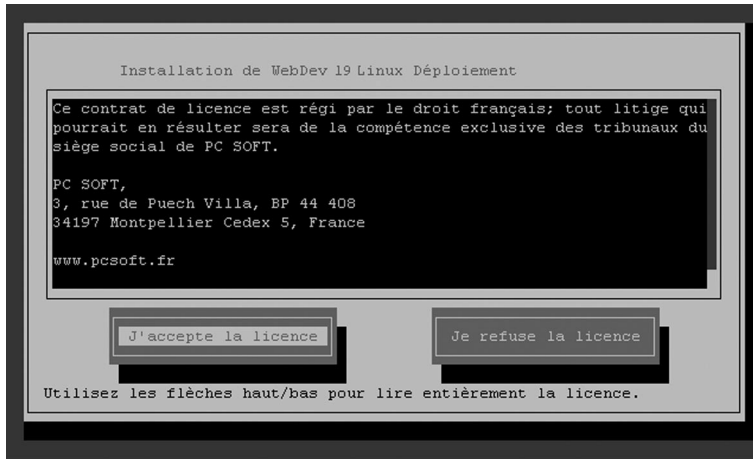 Installation de WebDev 19 Linux Déploiement
Ce contrat de licence est régi par le droit français; tout litige qui
pourrait en résulter sera de la compétence exclusive des tribunaux du
siège social de PC SOFT.
PC SOFT,
3, rue de Puech Villa, BP 44 408
34197 Montpellier Cedex 5, France
www.pcsoft.fr
J'accepte la licence
Je refuse la licence
Utilisez les flèches haut/bas pour lire entièrement la licence.